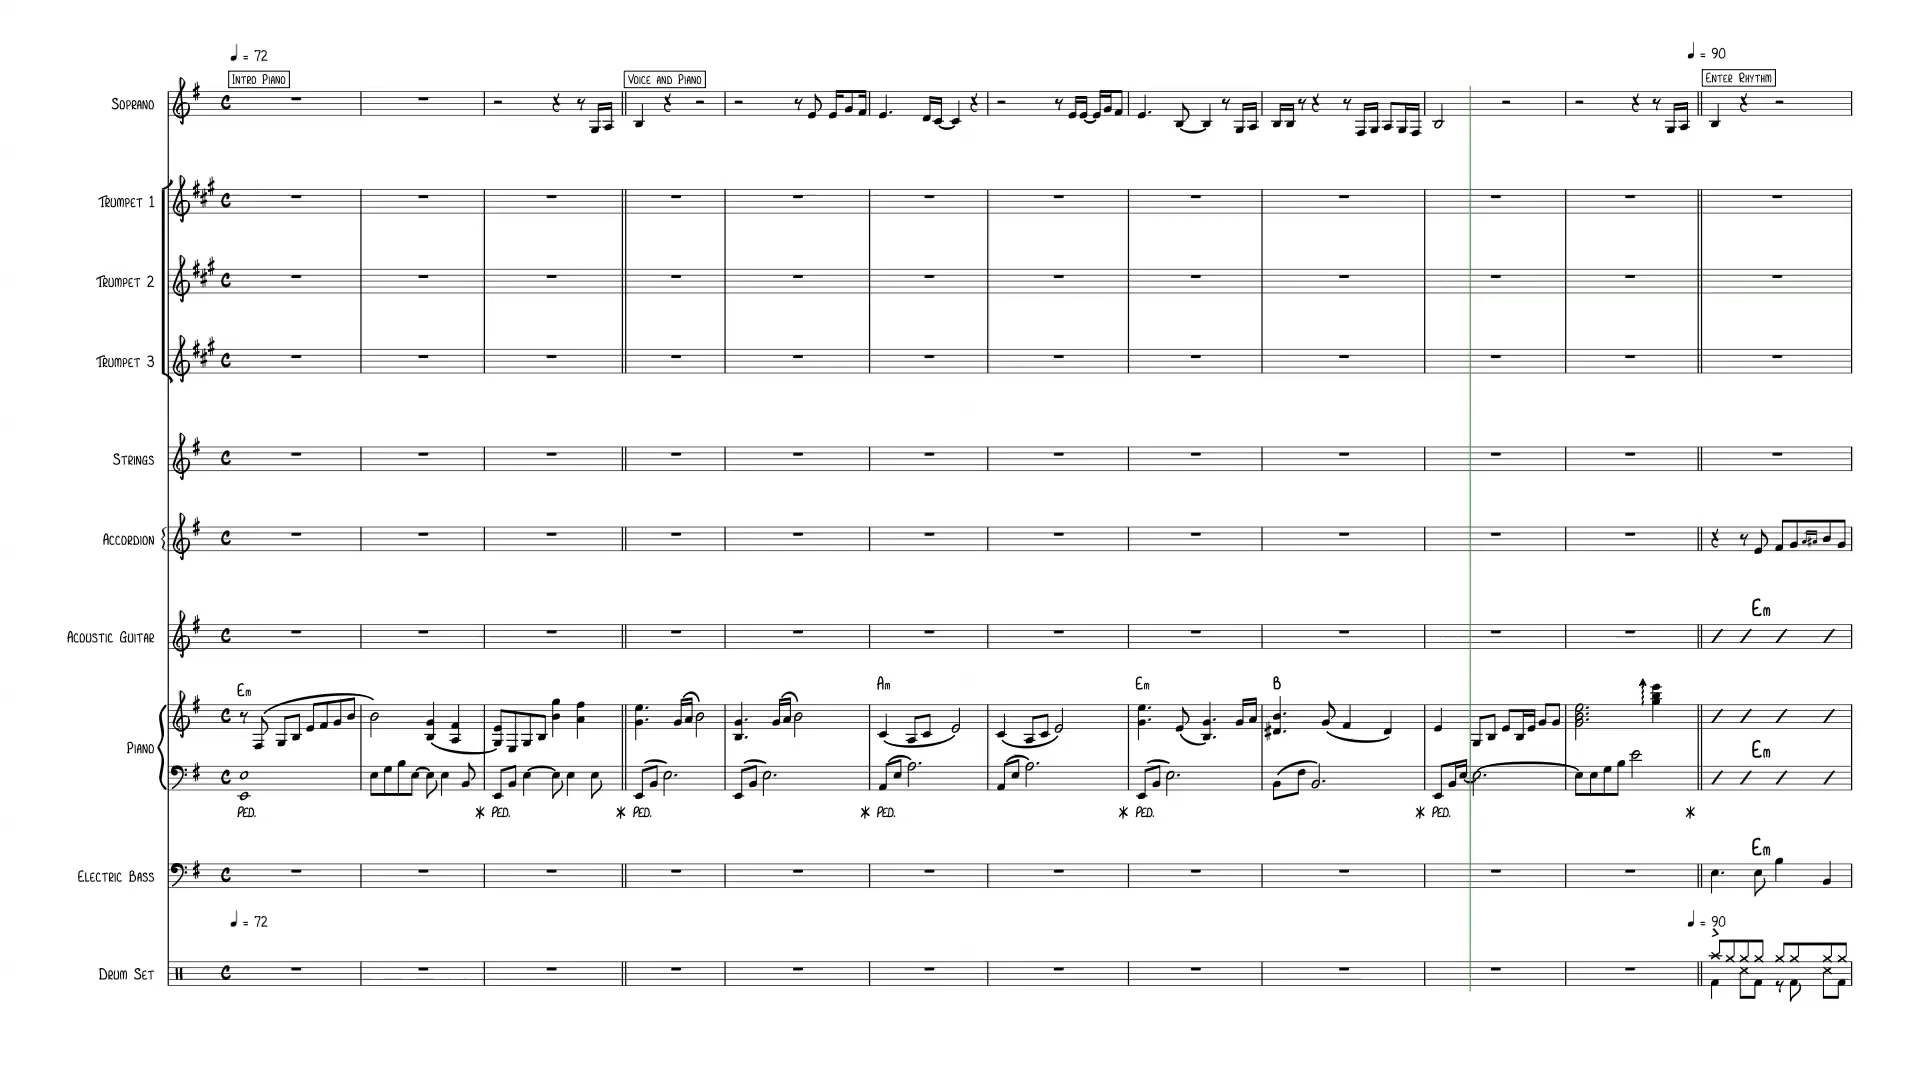 ♩ = 72 ♩ = 90
Intro Piano Voice and Piano Enter Rhythm
Soprano
Trumpet 1
Trumpet 2
Trumpet 3
Strings
Accordion
Em
Acoustic Guitar
Em Am Em B
Piano
Em
Ped. * Ped. * Ped. * Ped. * Ped. * Ped. *
Em
Electric Bass
♩ = 72 ♩ = 90
Drum Set